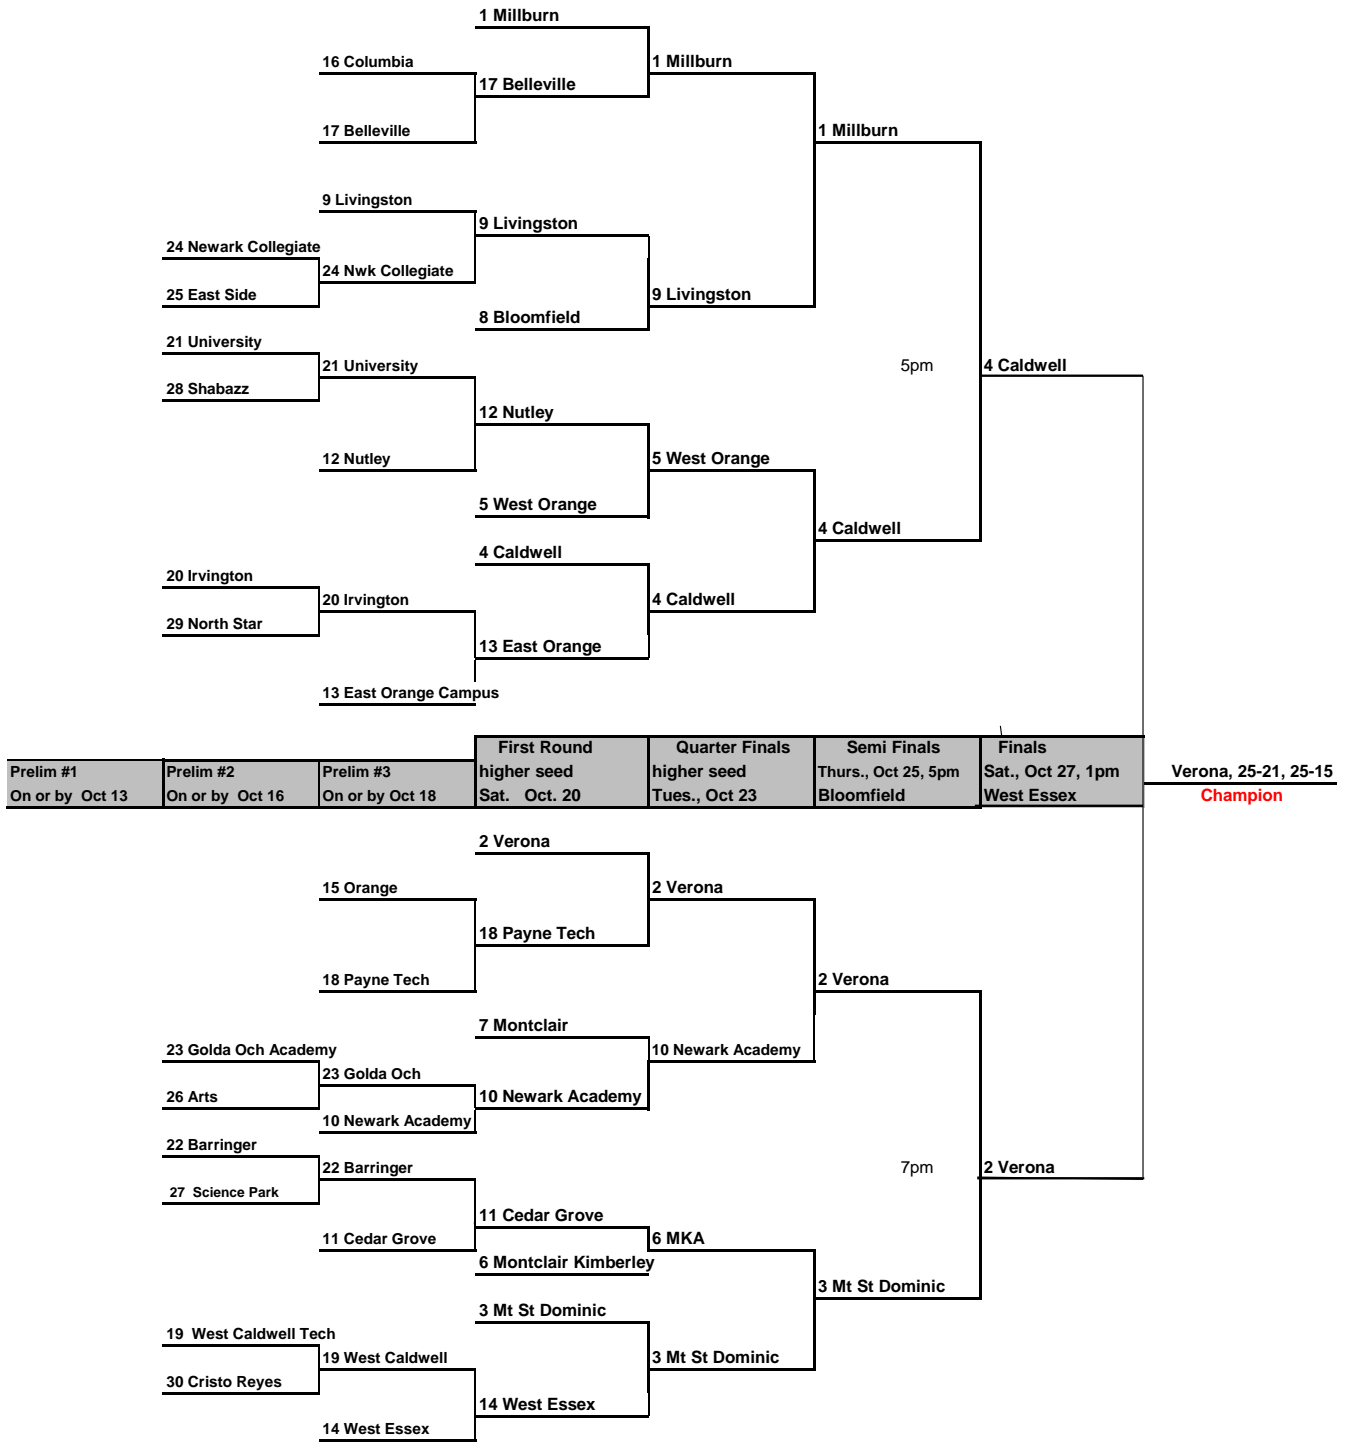 1 Millburn
16 Columbia
1 Millburn
17 Belleville
17 Belleville
1 Millburn
9 Livingston
9 Livingston
24 Newark Collegiate
24 Nwk Collegiate
25 East Side
9 Livingston
8 Bloomfield
21 University
21 University
5pm
4 Caldwell
28 Shabazz
12 Nutley
12 Nutley
5 West Orange
5 West Orange
4 Caldwell
4 Caldwell
20 Irvington
20 Irvington
4 Caldwell
29 North Star
13 East Orange
13 East Orange Campus
Prelim #1
On or by Oct 13
Prelim #2
On or by Oct 16
Prelim #3
On or by Oct 18
First Round
higher seed
Sat. Oct. 20
Quarter Finals
higher seed
Tues., Oct 23
Semi Finals
Thurs., Oct 25, 5pm
Bloomfield
Finals
Sat., Oct 27, 1pm
West Essex
Verona, 25-21, 25-15
Champion
2 Verona
15 Orange
2 Verona
18 Payne Tech
18 Payne Tech
2 Verona
7 Montclair
23 Golda Och Academy
10 Newark Academy
23 Golda Och
26 Arts
10 Newark Academy
10 Newark Academy
22 Barringer
22 Barringer
7pm
2 Verona
27 Science Park
11 Cedar Grove
11 Cedar Grove
6 MKA
6 Montclair Kimberley
3 Mt St Dominic
3 Mt St Dominic
19 West Caldwell Tech
19 West Caldwell
3 Mt St Dominic
30 Cristo Reyes
14 West Essex
14 West Essex